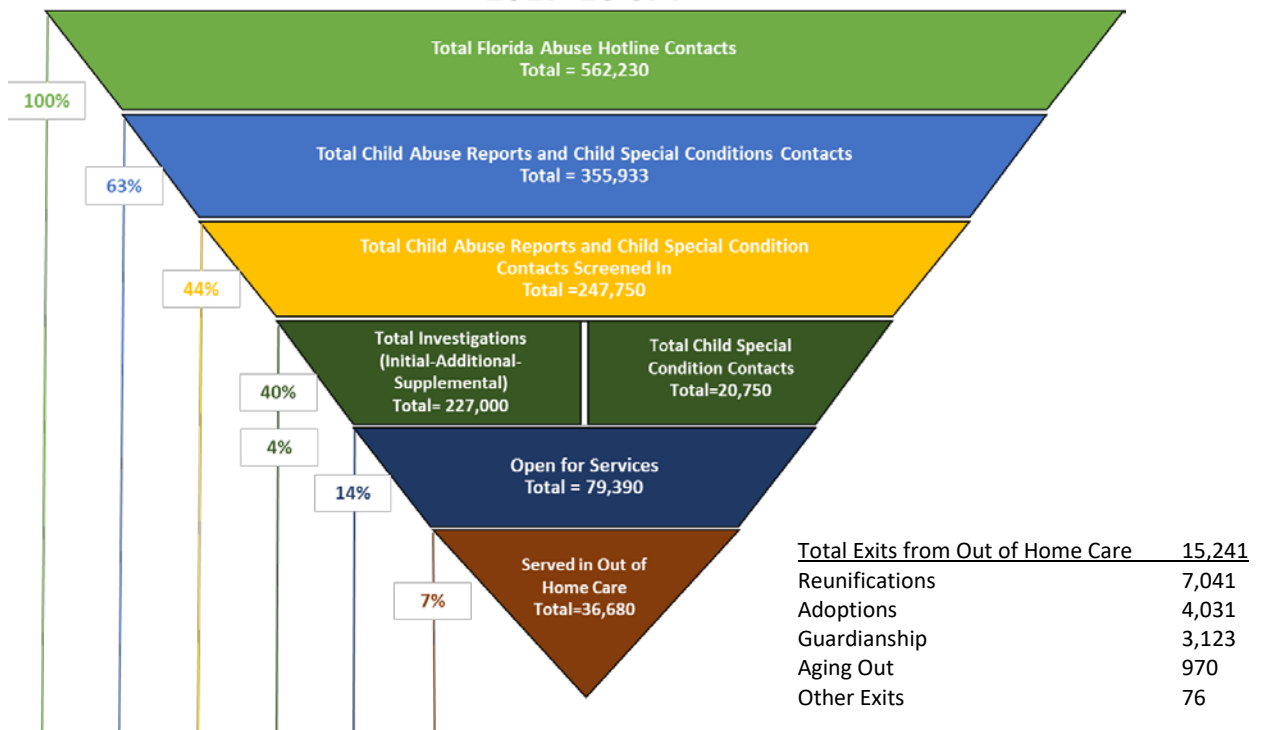 Total Florida Abuse Hotline Contacts
Total = 562,230
100%
Total Child Abuse Reports and Child Special Conditions Contacts
Total = 355,933
63%
Total Child Abuse Reports and Child Special Condition
Contacts Screened In
Total =247,750
44%
Total Investigations
(Initial-Additional-
Supplemental)
Total= 227,000
Total Child Special
Condition Contacts
Total=20,750
40%
4%
Open for Services
Total = 79,390
14%
Served in Out of
Home Care
Total=36,680
7%
Total Exits from Out of Home Care 15,241
Reunifications 7,041
Adoptions 4,031
Guardianship 3,123
Aging Out 970
Other Exits 76